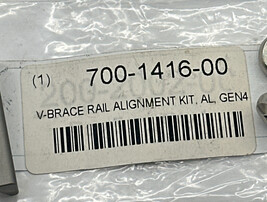 (1) 700-1416-00
V-BRACE RAIL ALIGNMENT KIT, AL, GEN4